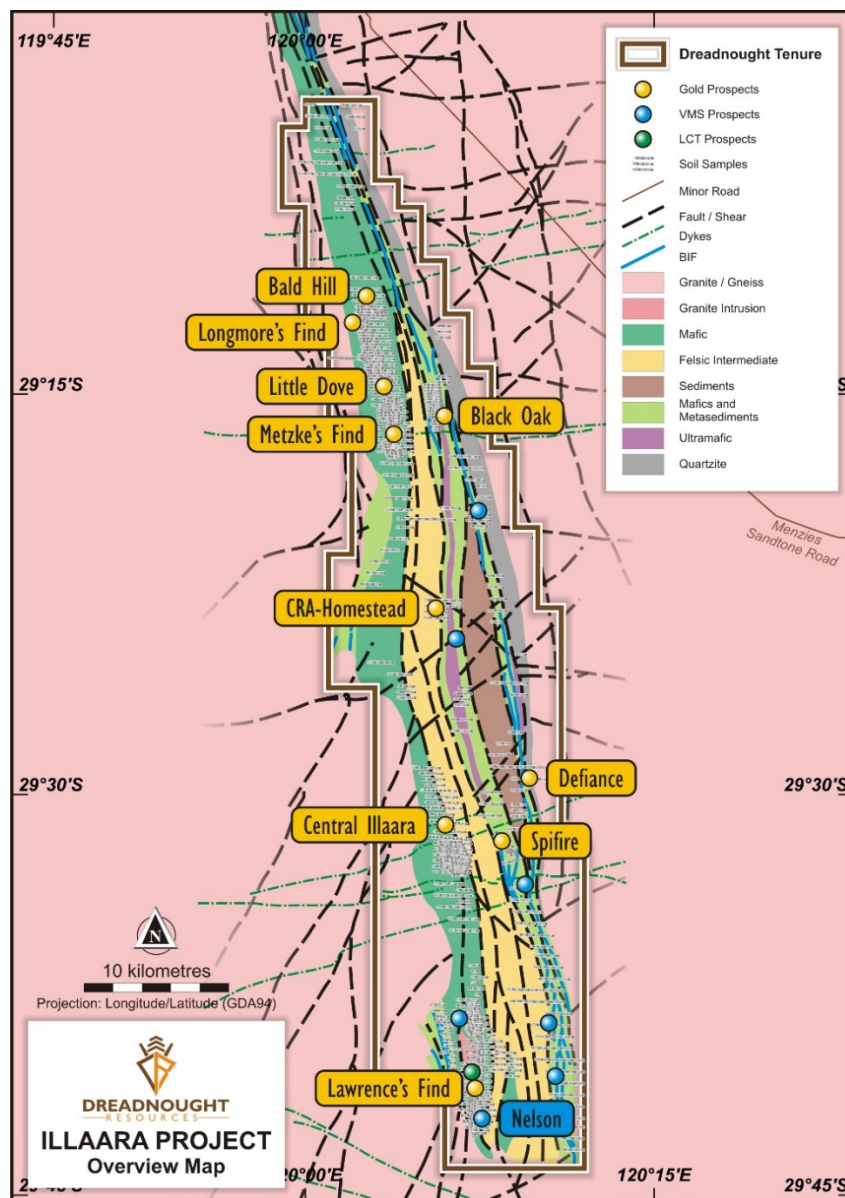 119°45'E
120°00'E
Dreadnought Tenure
Gold Prospects
VMS Prospects
LCT Prospects
Soil Samples
Minor Road
Fault / Shear
Dykes
BIF
Granite / Gneiss
Granite Intrusion
Mafic
Felsic Intermediate
Sediments
Mafics and
Metasediments
Ultramafic
Quartzite
Bald Hill
Longmore's Find
29°15'S
Little Dove
Metzke's Find
Black Oak
Menzies
Sandtone Road
CRA-Homestead
Defiance
29°30'S
29°30'S
Central Illaara
Spifire
N
10 kilometres
Projection: Longitude/Latitude (GDA94)
Lawrence's Find
Nelson
DREADNOUGHT
RESOURCES
ILLAARA PROJECT
Overview Map
120°15'E
29°45'S